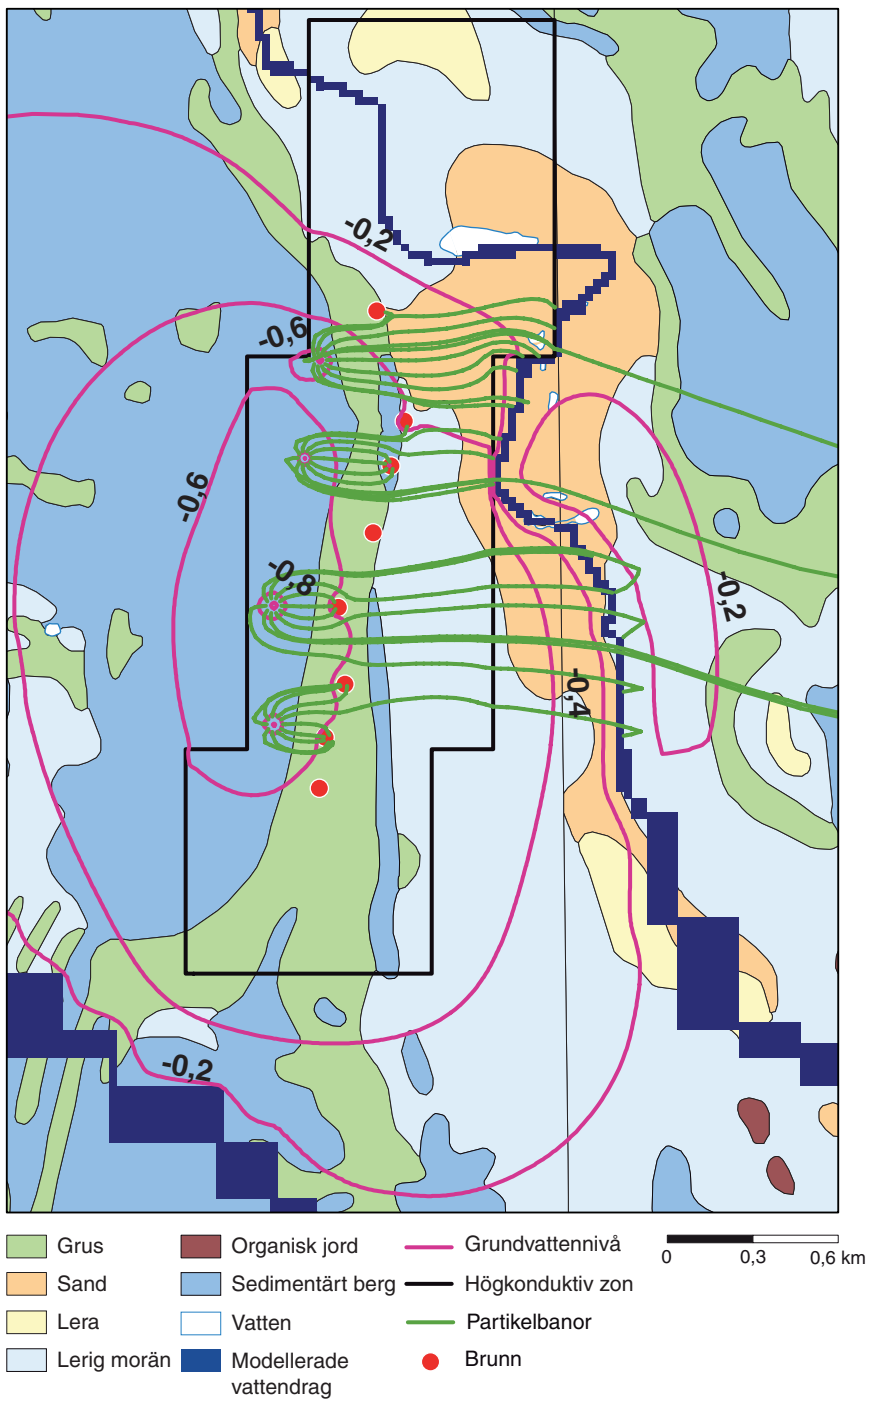 -0,2
-0,6
-0,6
-0,8
-0,2
-0,4
-0,2
Grus
Sand
Lera
Lerig morän
Organisk jord
Sedimentärt berg
Vatten
Modellerade
vattendrag
Grundvattennivå
Högkonduktiv zon
Partikelbanor
Brunn
0 0,3 0,6 km